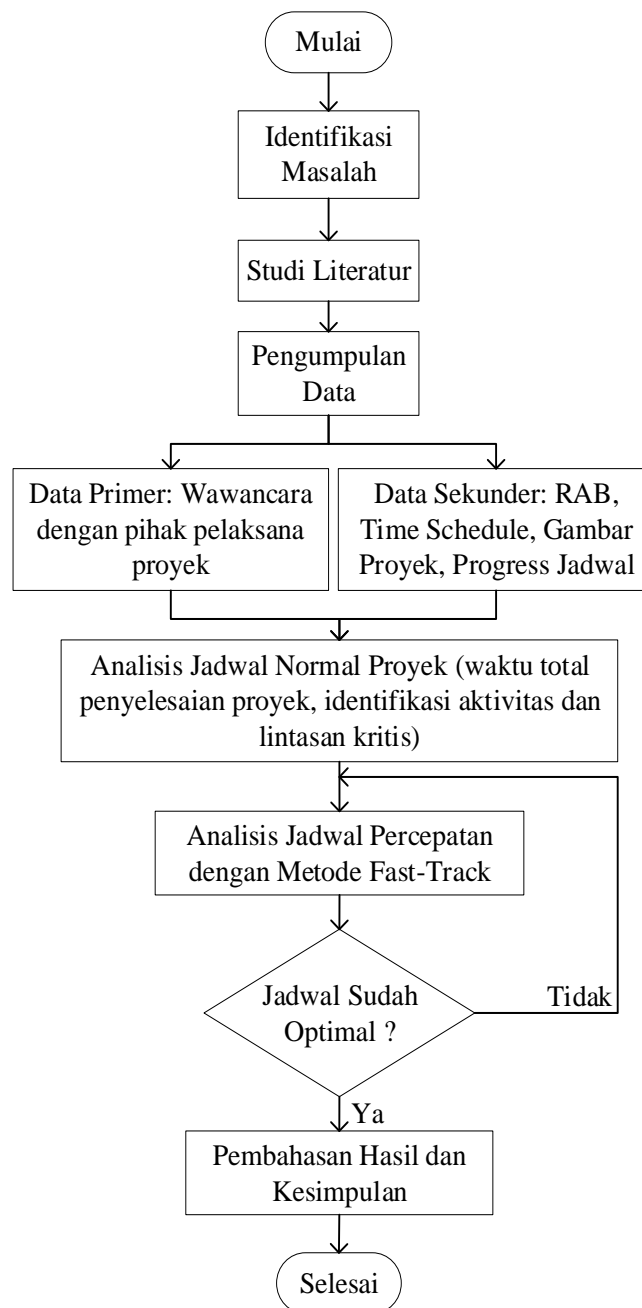 Mulai
Identifikasi
Masalah
Studi Literatur
Pengumpulan
Data
Data Primer: Wawancara
dengan pihak pelaksana
proyek
Data Sekunder: RAB,
Time Schedule, Gambar
Proyek, Progress Jadwal
Analisis Jadwal Normal Proyek (waktu total
penyelesaian proyek, identifikasi aktivitas dan
lintasan kritis)
Analisis Jadwal Percepatan
dengan Metode Fast-Track
Jadwal Sudah
Optimal ?
Tidak
Ya
Pembahasan Hasil dan
Kesimpulan
Selesai